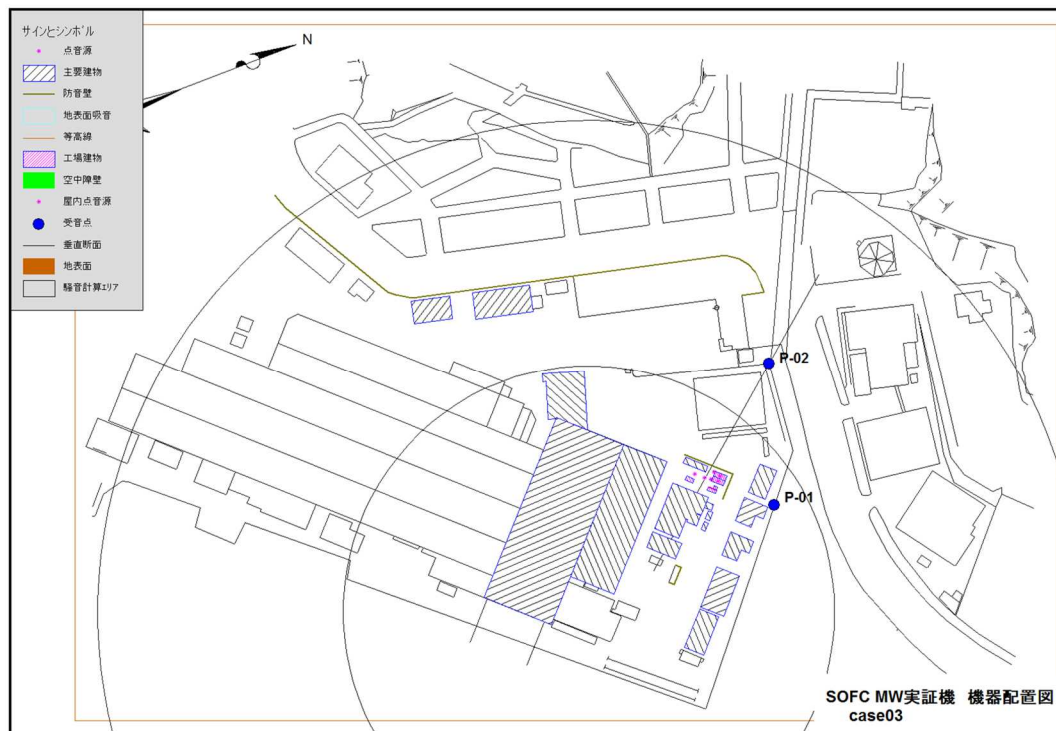 サインとシンボル
点音源
主要建物
防音壁
地表面吸音
等高線
工場建物
空中障壁
屋内点音源
受音点
垂直断面
地表面
騒音計算エリア
N
P-02
P-01
SOFC MW実証機 機器配置図
case03